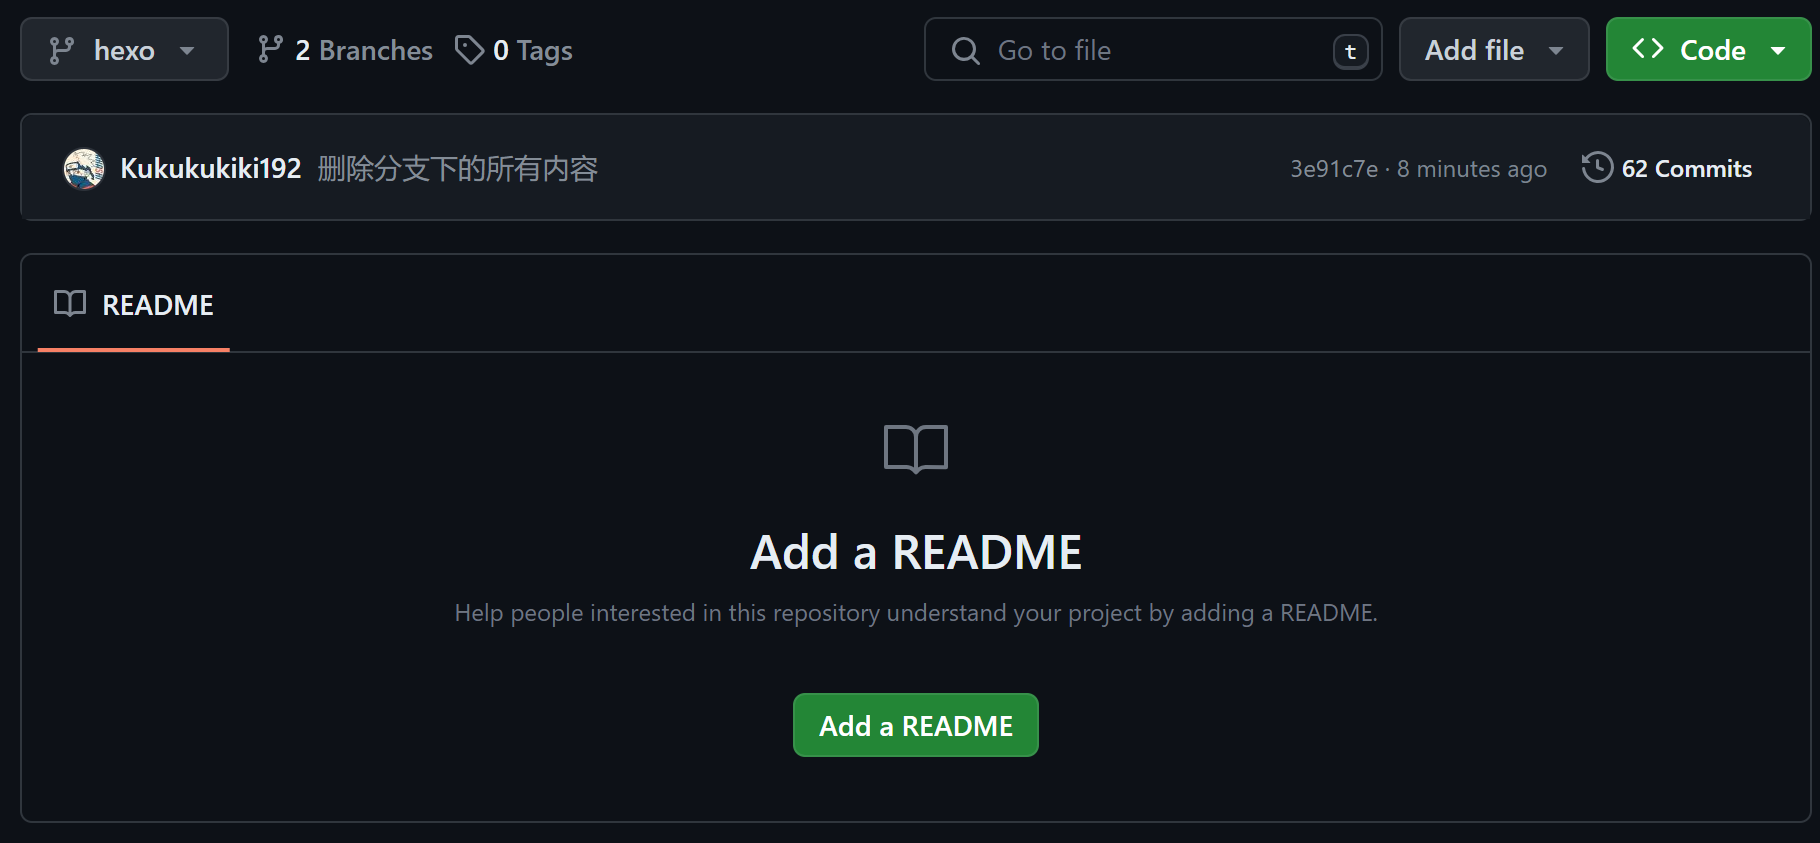 hexo 2 Branches 0 Tags Go to file t Add file Code
Kukukukiki192 删除分支下的所有内容 3e91c7e · 8 minutes ago 62 Commits
README
Add a README
Help people interested in this repository understand your project by adding a README.
Add a README